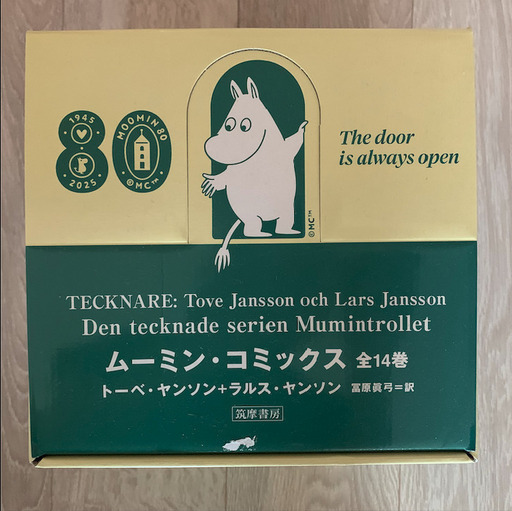 1945
80
2025
MOOMIN 80
©MC™
The door
is always open
©MC™
TECKNARE: Tove Jansson och Lars Jansson
Den tecknade serien Mumintrollet
ムーミン・コミックス 全14巻
トーベ・ヤンソン+ラルス・ヤンソン 冨原眞弓=訳
筑摩書房